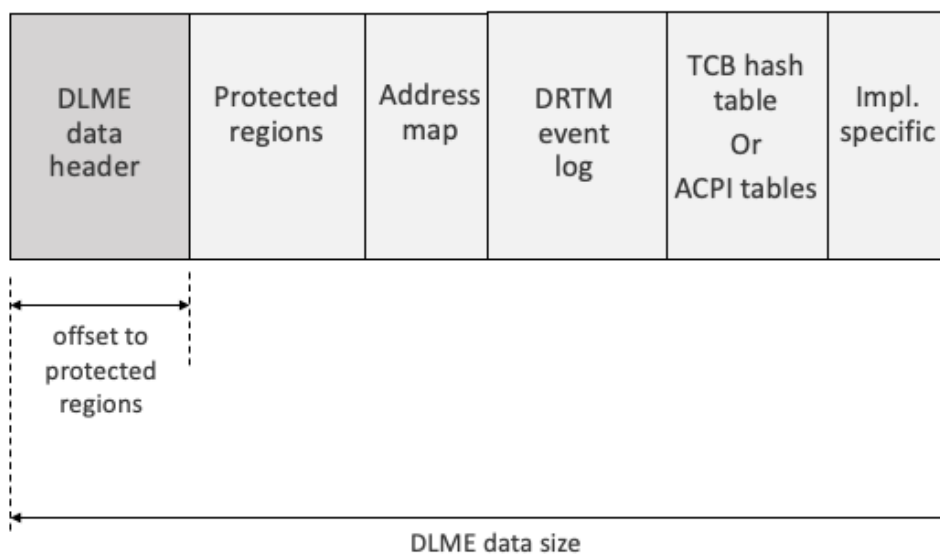 DLME
data
header
Protected
regions
Address
map
DRTM
event
log
TCB hash
table
Or
ACPI tables
Impl.
specific
offset to
protected
regions
DLME data size